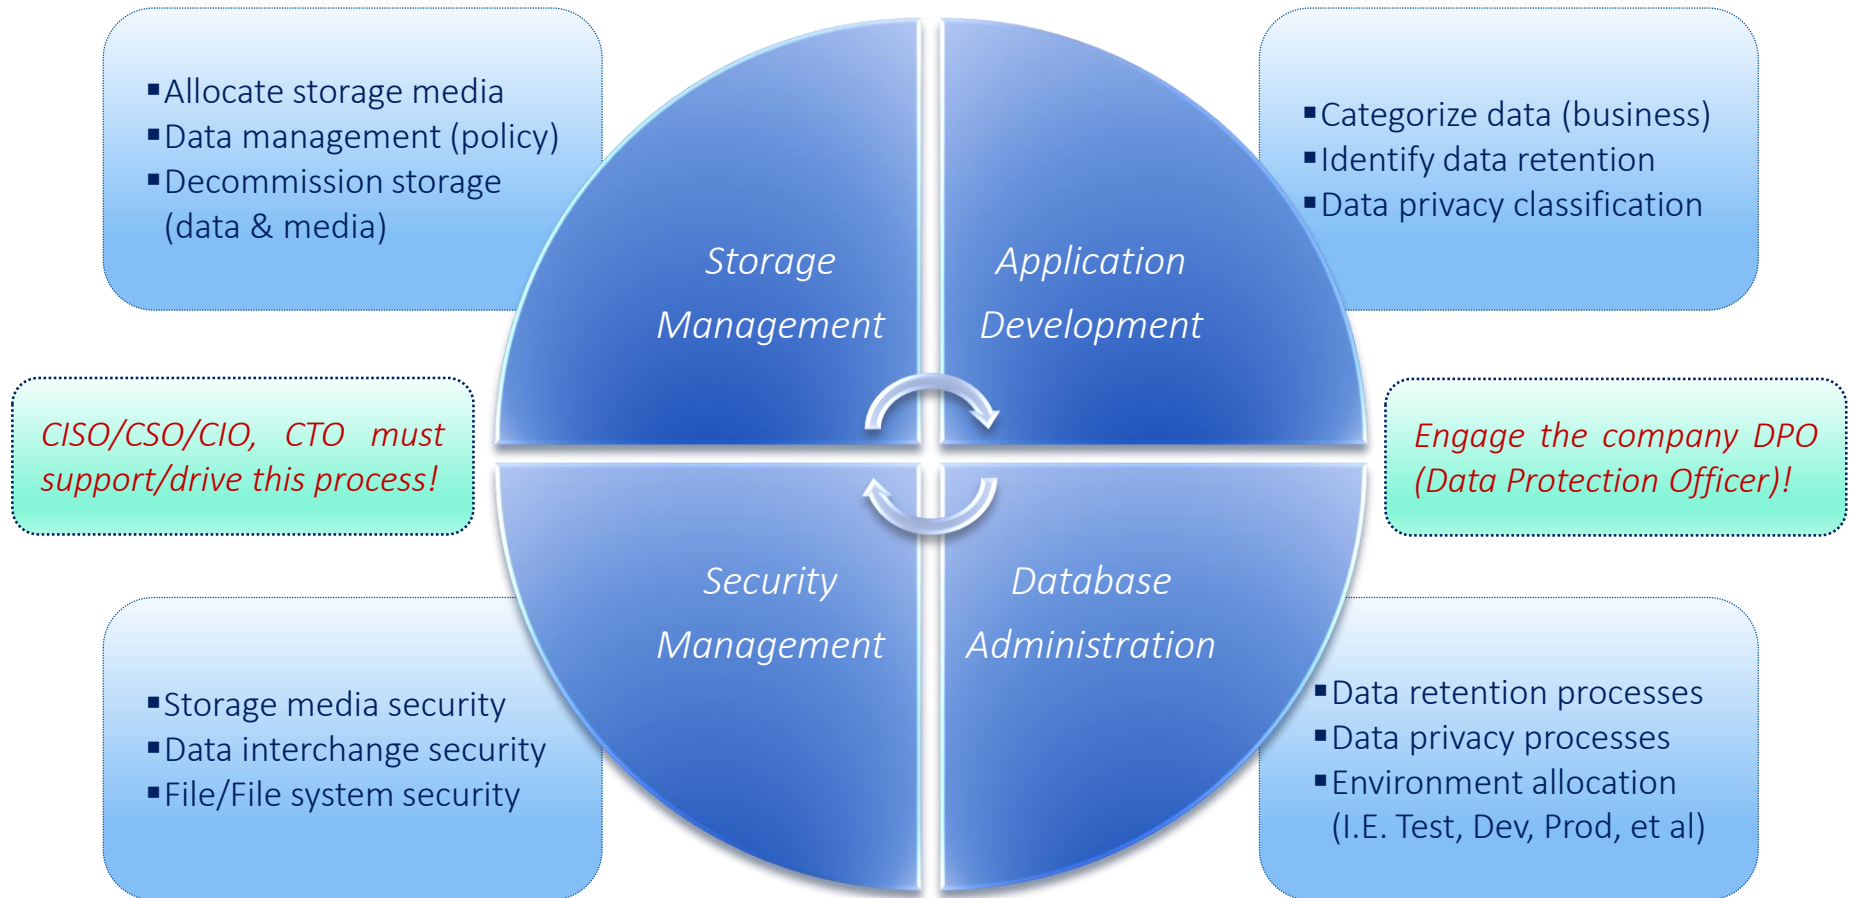 ▪Allocate storage media
▪Data management (policy)
▪Decommission storage
(data & media)
Storage
Management
Application
Development
▪Categorize data (business)
▪Identify data retention
▪Data privacy classification
CISO/CSO/CIO, CTO must
support/drive this process!
Engage the company DPO
(Data Protection Officer)!
▪Storage media security
▪Data interchange security
▪File/File system security
Security
Management
Database
Administration
▪Data retention processes
▪Data privacy processes
▪Environment allocation
(I.E. Test, Dev, Prod, et al)